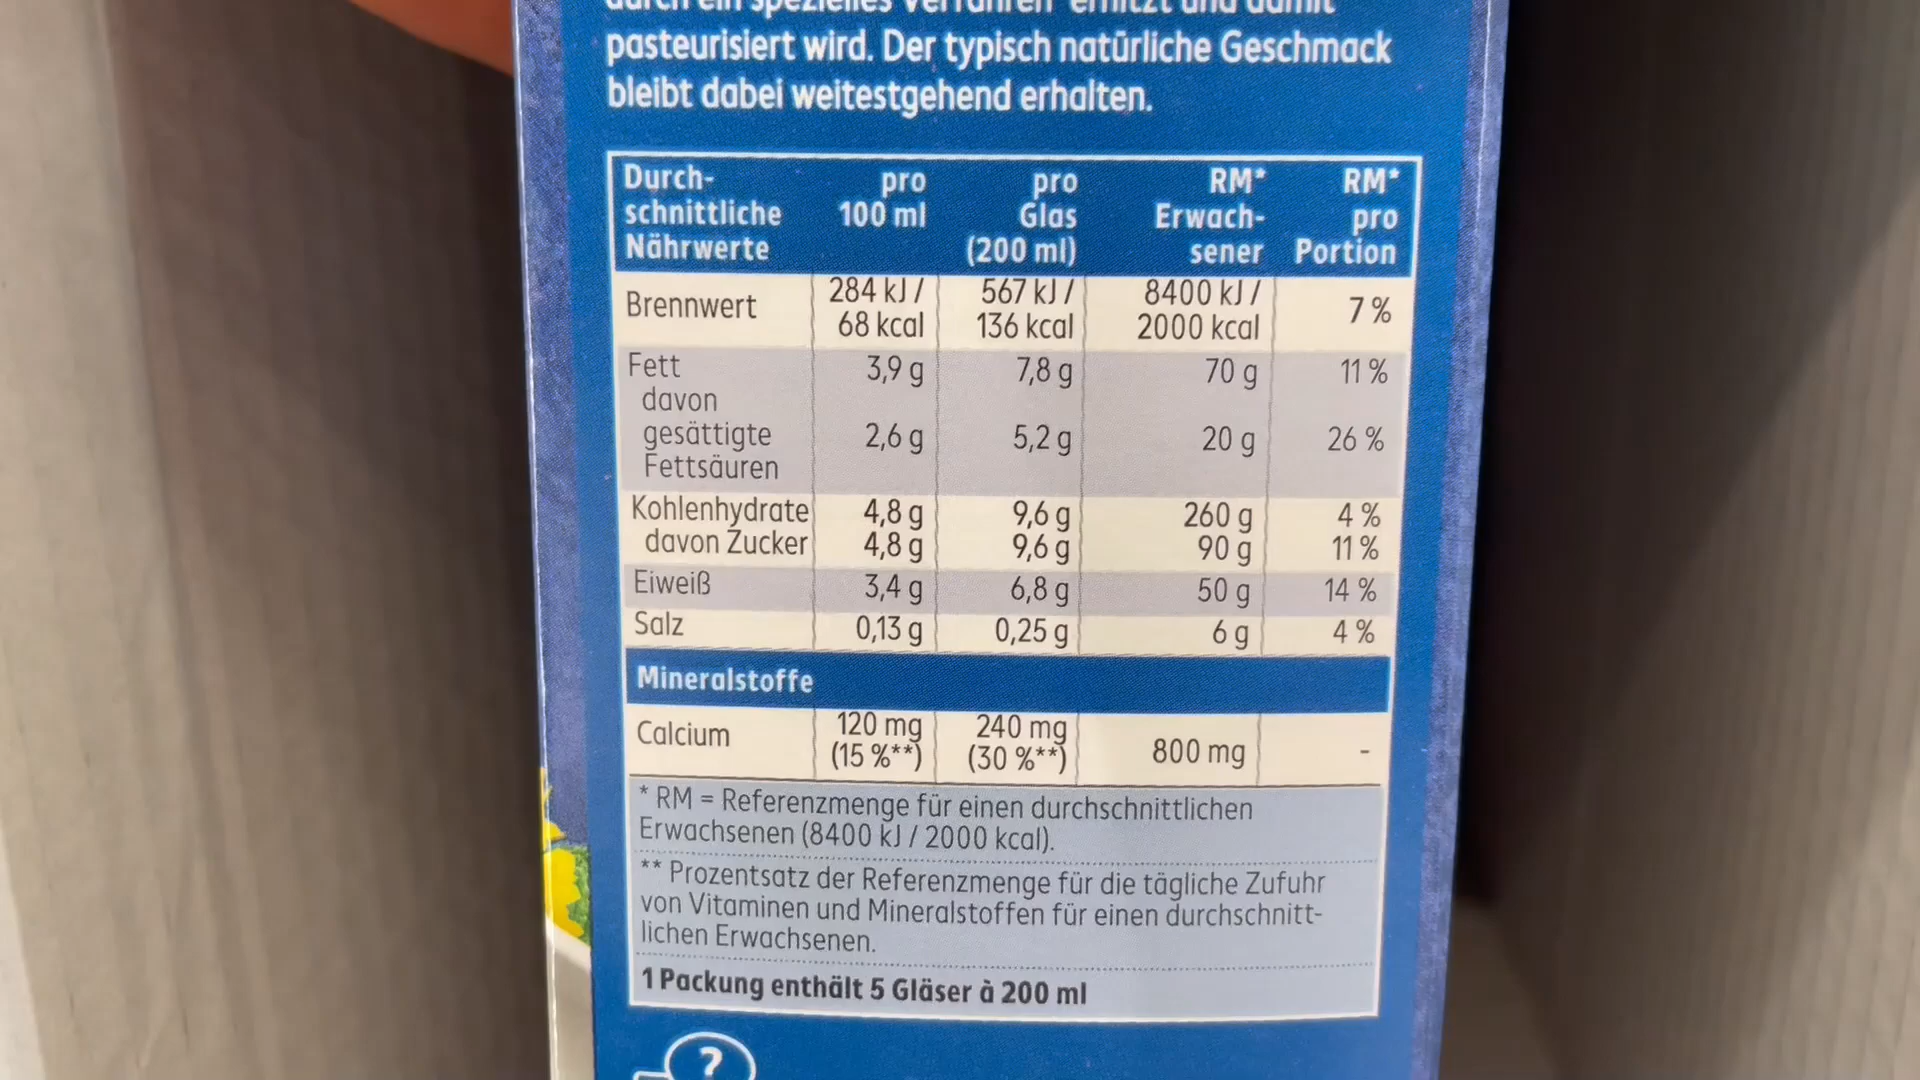 pasteurisiert wird. Der typisch natürliche Geschmack
bleibt dabei weitestgehend erhalten.
Durch-
schnittliche
Nährwerte
pro
100 ml
pro
Glas
(200 ml)
RM*
Erwach-
sener
RM*
pro
Portion
Brennwert
284 kJ /
68 kcal
567 kJ /
136 kcal
8400 kJ /
2000 kcal
7 %
Fett 3,9 g 7,8 g 70 g 11 %
davon
gesättigte 2,6 g 5,2 g 20 g 26 %
Fettsäuren
Kohlenhydrate 4,8 g 9,6 g 260 g 4 %
davon Zucker 4,8 g 9,6 g 90 g 11 %
Eiweiß 3,4 g 6,8 g 50 g 14 %
Salz 0,13 g 0,25 g 6 g 4 %
Mineralstoffe
Calcium
120 mg
(15 %**)
240 mg
(30 %**)
800 mg
-
* RM = Referenzmenge für einen durchschnittlichen
Erwachsenen (8400 kJ / 2000 kcal).
** Prozentsatz der Referenzmenge für die tägliche Zufuhr
von Vitaminen und Mineralstoffen für einen durchschnitt-
lichen Erwachsenen.
1 Packung enthält 5 Gläser à 200 ml
?